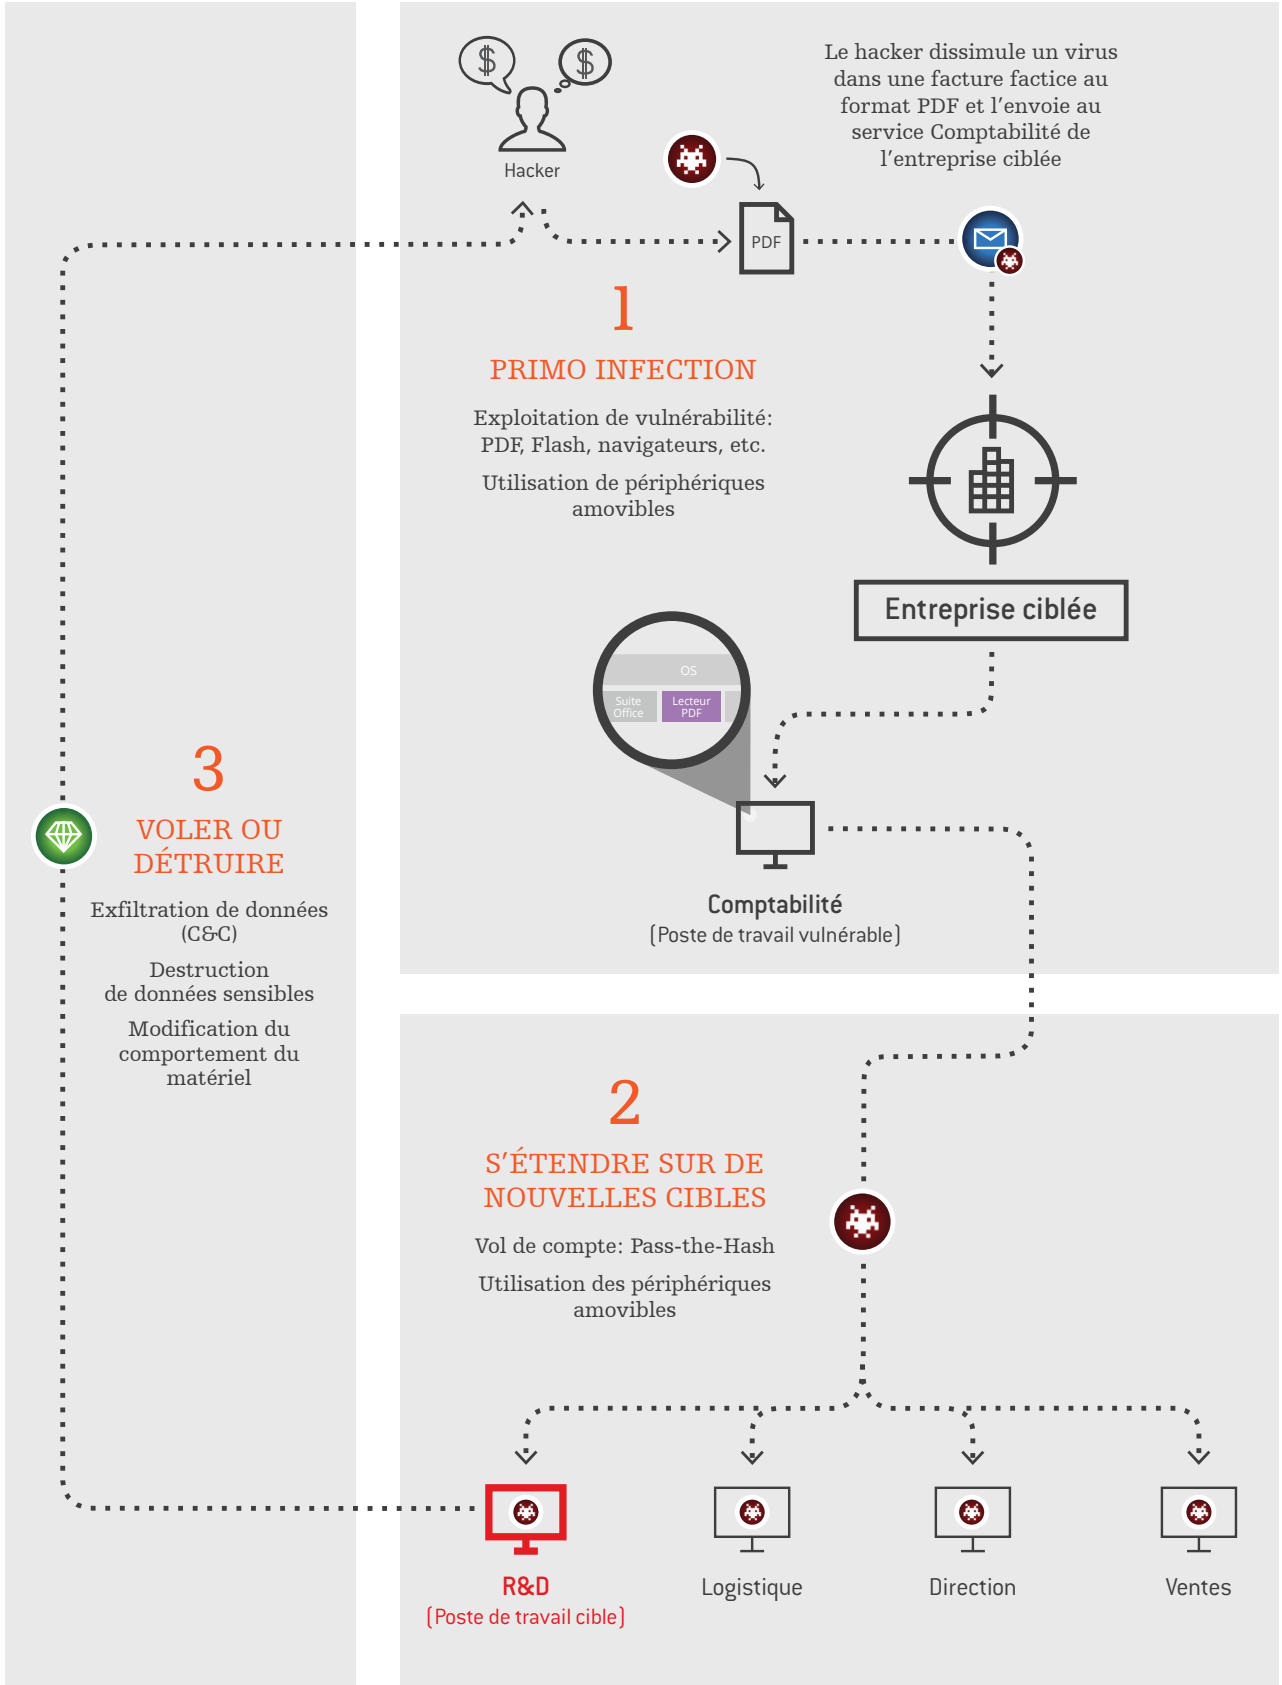 $
$
Hacker
Le hacker dissimule un virus
dans une facture factice au
format PDF et l'envoie au
service Comptabilité de
l'entreprise ciblée
PDF
1
PRIMO INFECTION
Exploitation de vulnérabilité:
PDF, Flash, navigateurs, etc.
Utilisation de périphériques
amovibles
Entreprise ciblée
OS
Suite
Office
Lecteur
PDF
Comptabilité
(Poste de travail vulnérable)
2
S'ÉTENDRE SUR DE
NOUVELLES CIBLES
Vol de compte: Pass-the-Hash
Utilisation des périphériques
amovibles
R&D
(Poste de travail cible)
Logistique
Direction
Ventes
3
VOLER OU
DÉTRUIRE
Exfiltration de données
(C&C)
Destruction
de données sensibles
Modification du
comportement du
matériel